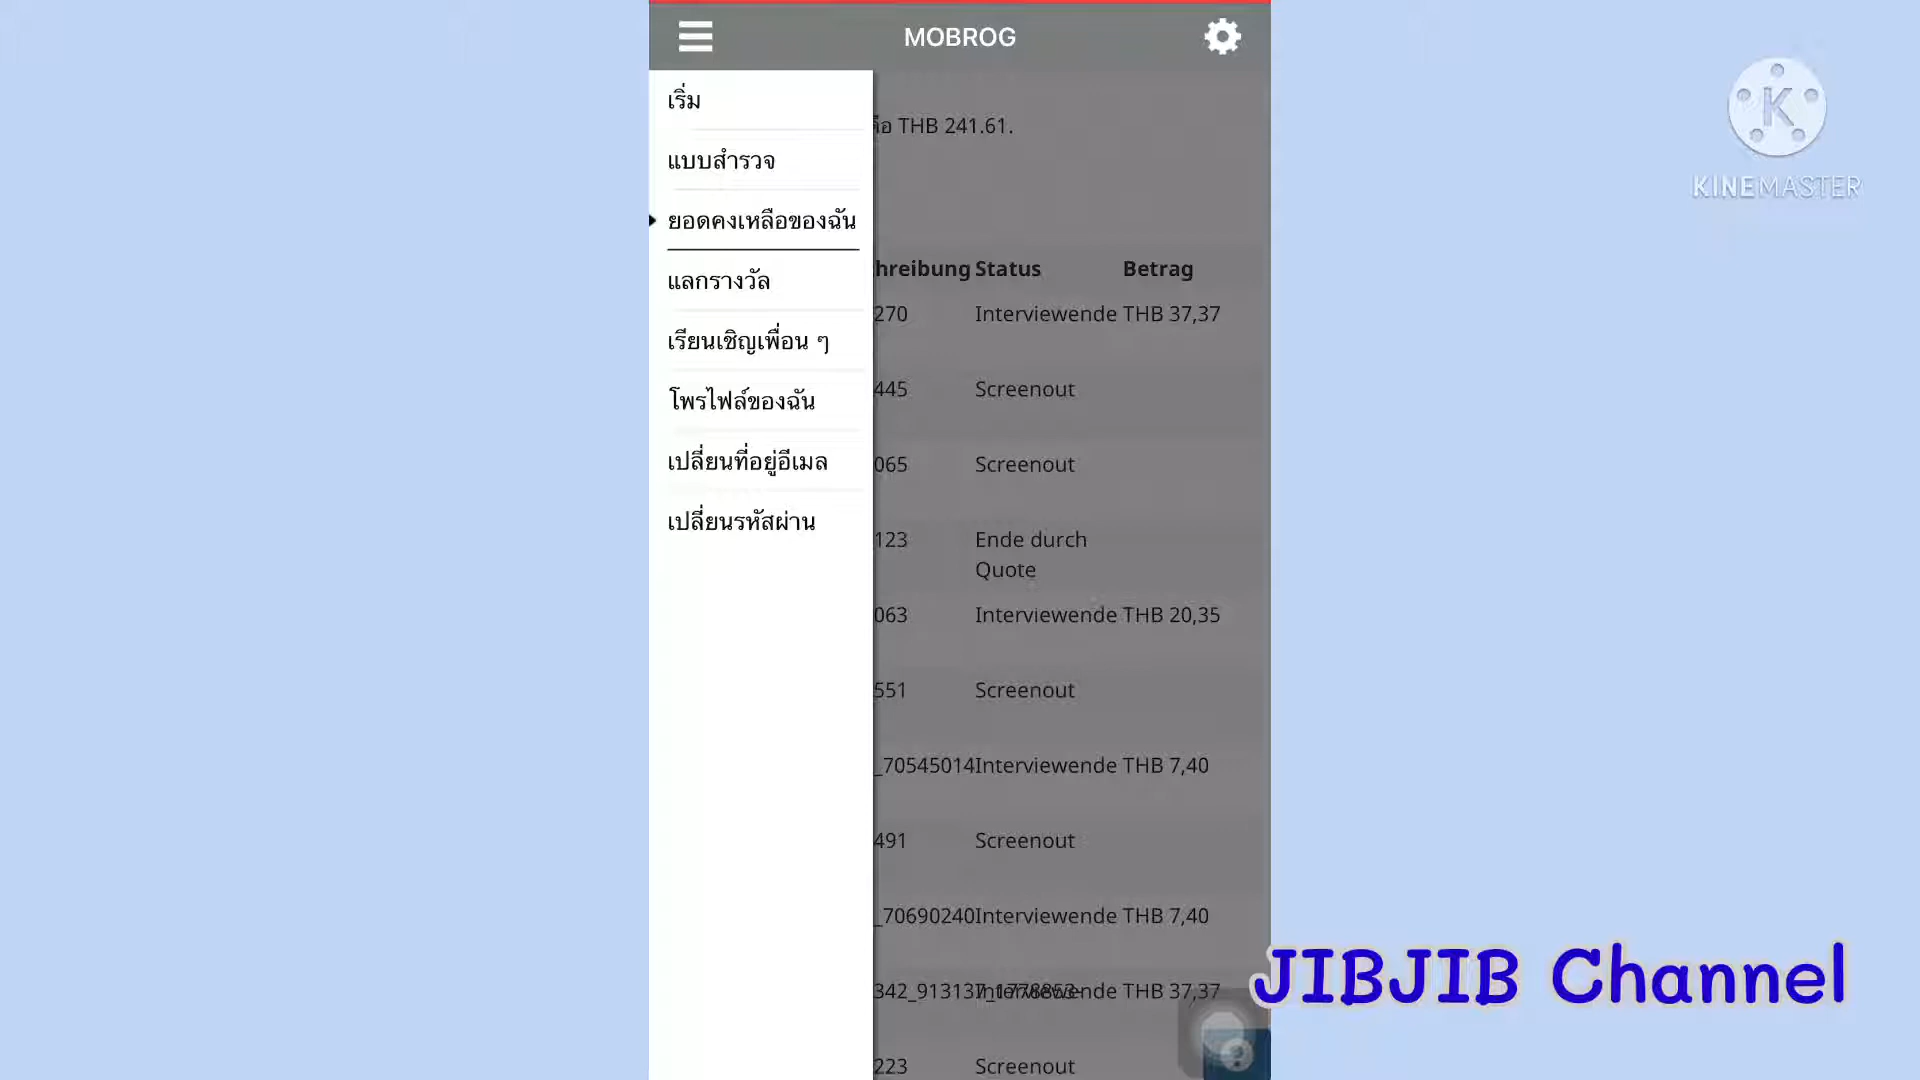 MOBROG
เริ่ม
แบบสำรวจ
ยอดคงเหลือของฉัน
แลกรางวัล
เรียนเชิญเพื่อน ๆ
โพรไฟล์ของฉัน
เปลี่ยนที่อยู่อีเมล
เปลี่ยนรหัสผ่าน
THB 241.61.
hreibung Status Betrag
270 Interviewende THB 37,37
445 Screenout
065 Screenout
123 Ende durch
Quote
063 Interviewende THB 20,35
551 Screenout
_70545014 Interviewende THB 7,40
491 Screenout
_70690240 Interviewende THB 7,40
Interviewende THB 37,37
223 Screenout
KINEMASTER
JIBJIB Channel